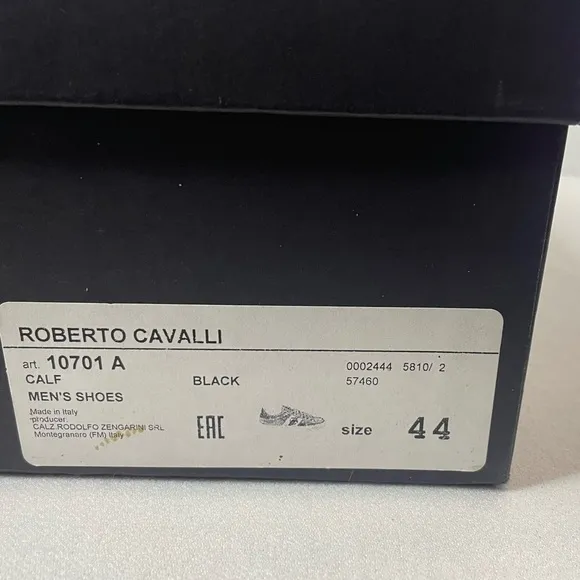 ROBERTO CAVALLI
art. 10701 A 0002444 5810/ 2
CALF BLACK 57460
MEN'S SHOES
Made in Italy
producer:
CALZ.RODOLFO ZENGARINI SRL
Montegranaro (FM) Italy
EAC size 44